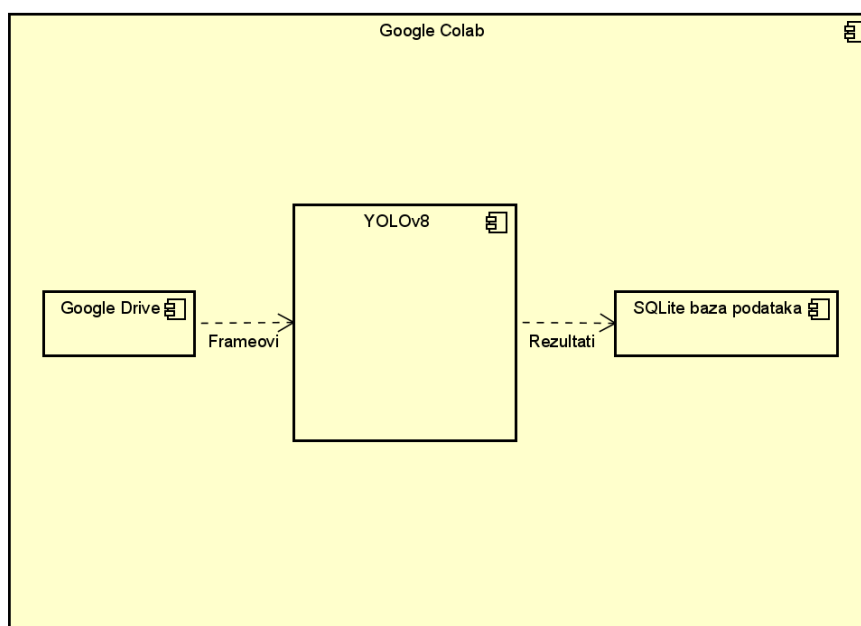 Google Colab
YOLOv8
Google Drive
SQLite baza podataka
Frameovi
Rezultati